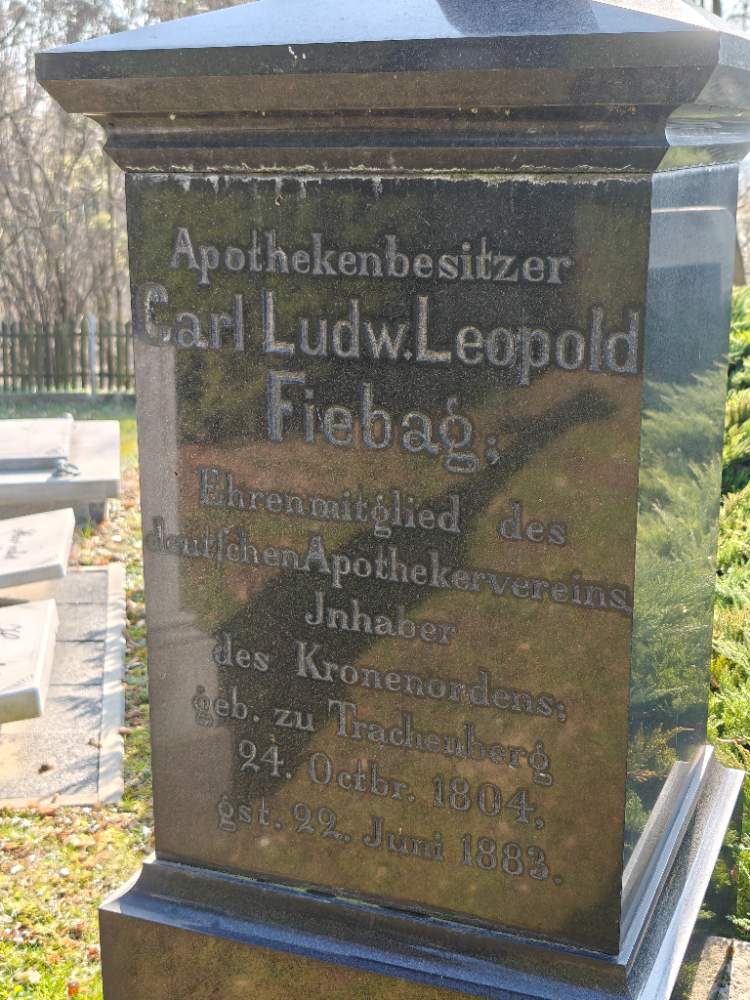 Apothekenbesitzer
Carl Ludw. Leopold
Fiebag;
Ehrenmitglied des
deutſchen Apothekervereins,
Jnhaber
des Kronenordens;
geb. zu Trachenberg
24. Octbr. 1804,
gst. 22. Juni 1883.